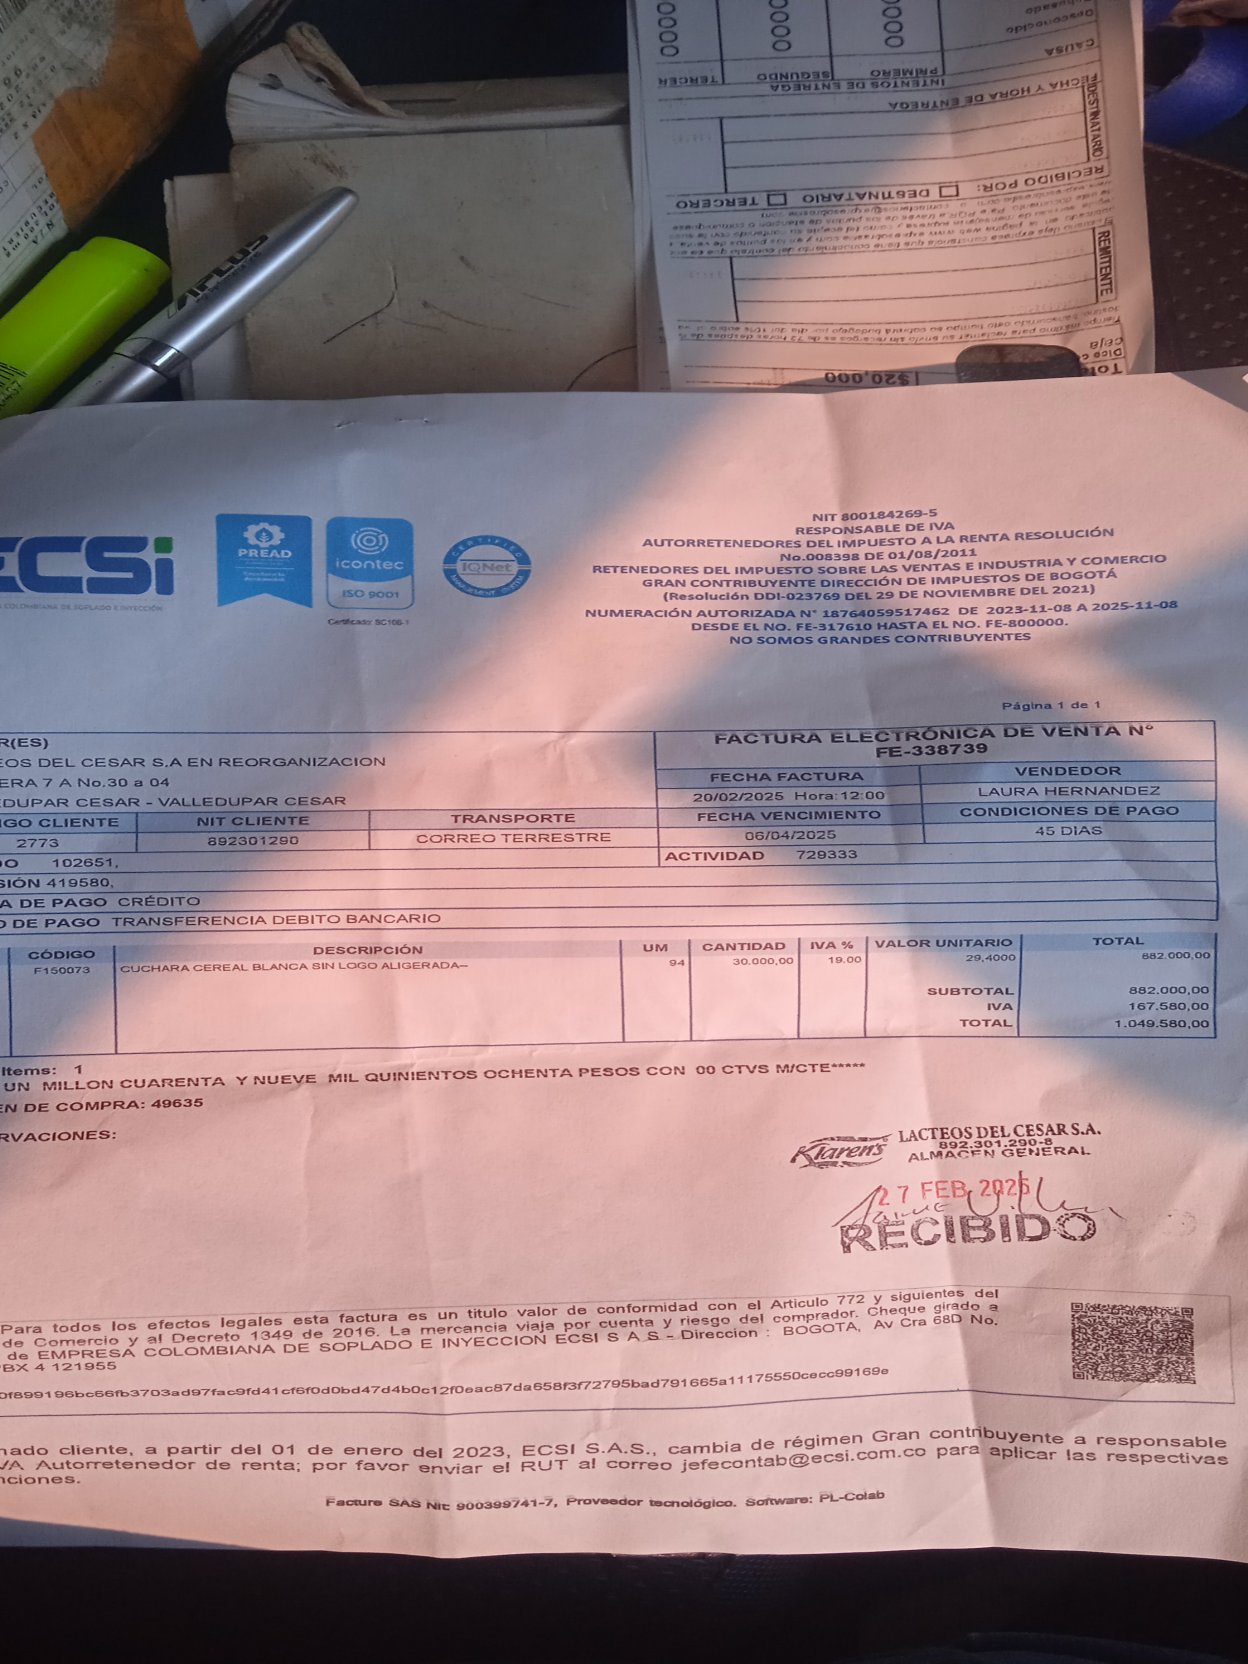 TERCER
SEGUNDO
PRIMERO
CAUSA
Desconocido
INTENTOS DE ENTREGA
FECHA Y HORA DE ENTREGA
DESTINATARIO
RECIBIDO POR:
DESTINATARIO
TERCERO
REMITENTE
$20,000
APEUS
ECSi
COLOMBIANA DE SOPLADO E INYECCIÓN
PREAD
icontec
ISO 9001
CERTIFIED
IQNet
MANAGEMENT SYSTEM
NIT 800184269-5
RESPONSABLE DE IVA
AUTORRETENEDORES DEL IMPUESTO A LA RENTA RESOLUCIÓN
No.008398 DE 01/08/2011
RETENEDORES DEL IMPUESTO SOBRE LAS VENTAS E INDUSTRIA Y COMERCIO
GRAN CONTRIBUYENTE DIRECCIÓN DE IMPUESTOS DE BOGOTÁ
(Resolución DDI-023769 DEL 29 DE NOVIEMBRE DEL 2021)
NUMERACIÓN AUTORIZADA N° 18764059517462 DE 2023-11-08 A 2025-11-08
DESDE EL NO. FE-317610 HASTA EL NO. FE-800000.
NO SOMOS GRANDES CONTRIBUYENTES
Página 1 de 1
R(ES)
EOS DEL CESAR S.A EN REORGANIZACION
ERA 7 A No.30 a 04
EDUPAR CESAR - VALLEDUPAR CESAR
FACTURA ELECTRÓNICA DE VENTA N°
FE-338739
FECHA FACTURA
VENDEDOR
20/02/2025 Hora:12:00
LAURA HERNANDEZ
IGO CLIENTE
NIT CLIENTE
TRANSPORTE
FECHA VENCIMIENTO
CONDICIONES DE PAGO
2773
892301290
CORREO TERRESTRE
06/04/2025
45 DIAS
DO 102651,
ACTIVIDAD 729333
SIÓN 419580,
A DE PAGO CRÉDITO
O DE PAGO TRANSFERENCIA DEBITO BANCARIO
CÓDIGO
DESCRIPCIÓN
UM
CANTIDAD
IVA %
VALOR UNITARIO
TOTAL
F150073
CUCHARA CEREAL BLANCA SIN LOGO ALIGERADA--
94
30.000,00
19.00
29,4000
882.000,00
SUBTOTAL 882.000,00
IVA 167.580,00
TOTAL 1.049.580,00
Items: 1
UN MILLON CUARENTA Y NUEVE MIL QUINIENTOS OCHENTA PESOS CON 00 CTVS M/CTE*****
EN DE COMPRA: 49635
RVACIONES:
Klaren's
LACTEOS DEL CESAR S.A.
892.301.290-8
ALMACEN GENERAL
27 FEB 2025
RECIBIDO
Para todos los efectos legales esta factura es un titulo valor de conformidad con el Articulo 772 y siguientes del
de Comercio y al Decreto 1349 de 2016. La mercancia viaja por cuenta y riesgo del comprador. Cheque girado a
de EMPRESA COLOMBIANA DE SOPLADO E INYECCION ECSI S A S - Direccion : BOGOTA, Av Cra 68D No.
PBX 4 121955
0f899196bc66fb3703ad97fac9fd41cf6f0d0bd47d4b0c12f0eac87da658f3f72795bad791665a11175550cecc99169e
nado cliente, a partir del 01 de enero del 2023, ECSI S.A.S., cambia de régimen Gran contribuyente a responsable
VA Autorretenedor de renta; por favor enviar el RUT al correo jefecontab@ecsi.com.co para aplicar las respectivas
nciones.
Facture SAS Nit: 900399741-7, Proveedor tecnológico. Software: PL-Colab